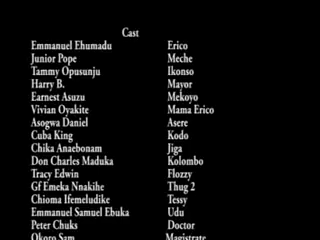 Cast
Emmanuel Ehumadu Erico
Junior Pope Meche
Tammy Opusunju Ikonso
Harry B. Mayor
Earnest Asuzu Mekoyo
Vivian Oyakite Mama Erico
Asogwa Daniel Asere
Cuba King Kodo
Chika Anaebonam Jiga
Don Charles Maduka Kolombo
Tracy Edwin Flozzy
Gf Emeka Nnakihe Thug 2
Chioma Ifemeludike Tessy
Emmanuel Samuel Ebuka Udu
Peter Chuks Doctor
Okoro Sam Magistrate